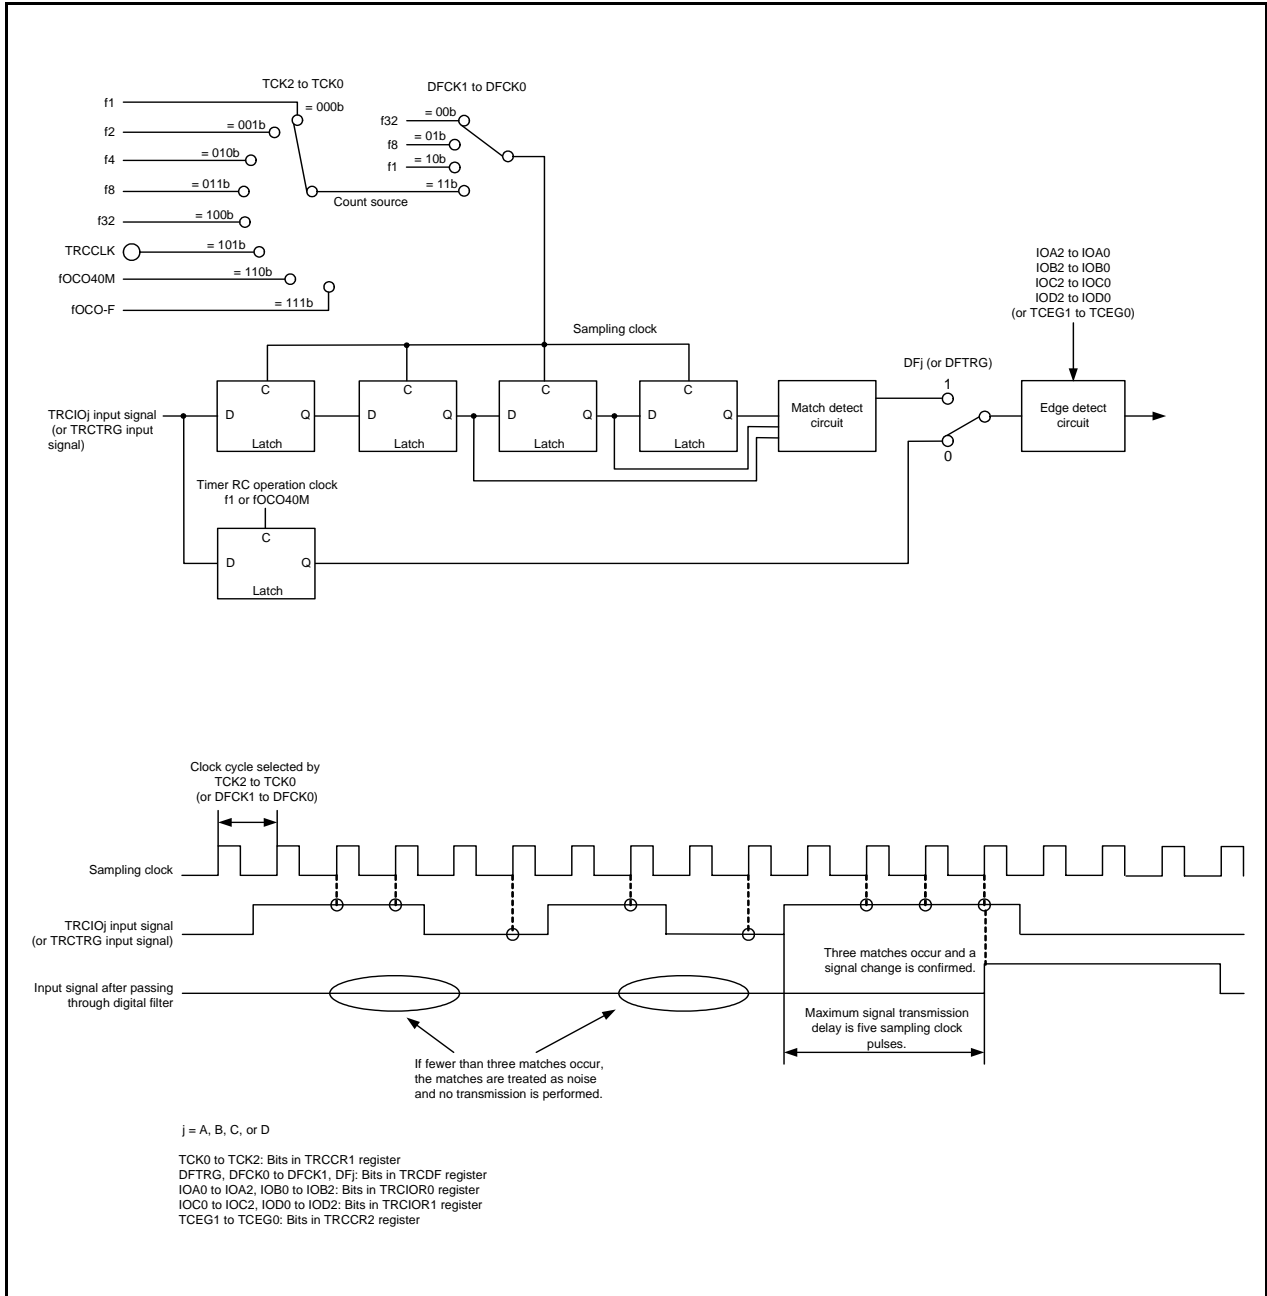 TCK2 to TCK0
DFCK1 to DFCK0
f1
= 000b
f2
= 001b
f4
= 010b
f8
= 011b
f32
= 100b
TRCCLK
= 101b
fOCO40M
= 110b
fOCO-F
= 111b
Count source
f32
= 00b
f8
= 01b
f1
= 10b
= 11b
Sampling clock
IOA2 to IOA0
IOB2 to IOB0
IOC2 to IOC0
IOD2 to IOD0
(or TCEG1 to TCEG0)
DFj (or DFTRG)
1
0
TRCIOj input signal
(or TRCTRG input
signal)
C
D
Q
Latch
C
D
Q
Latch
C
D
Q
Latch
C
D
Q
Latch
Match detect
circuit
Edge detect
circuit
Timer RC operation clock
f1 or fOCO40M
C
D
Q
Latch
Clock cycle selected by
TCK2 to TCK0
(or DFCK1 to DFCK0)
Sampling clock
TRCIOj input signal
(or TRCTRG input signal)
Three matches occur and a
signal change is confirmed.
Input signal after passing
through digital filter
Maximum signal transmission
delay is five sampling clock
pulses.
If fewer than three matches occur,
the matches are treated as noise
and no transmission is performed.
j = A, B, C, or D
TCK0 to TCK2: Bits in TRCCR1 register
DFTRG, DFCK0 to DFCK1, DFj: Bits in TRCDF register
IOA0 to IOA2, IOB0 to IOB2: Bits in TRCIOR0 register
IOC0 to IOC2, IOD0 to IOD2: Bits in TRCIOR1 register
TCEG1 to TCEG0: Bits in TRCCR2 register